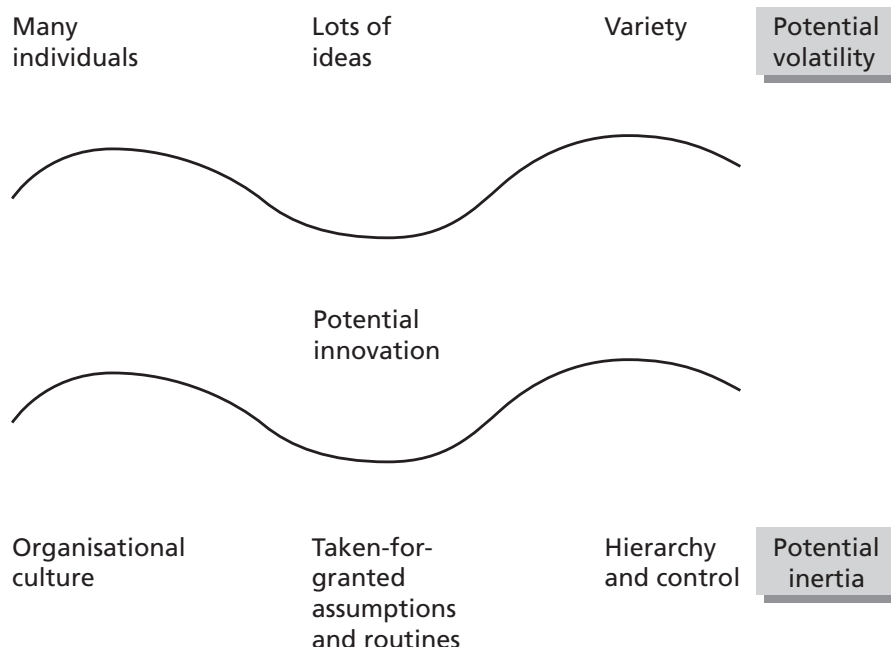 Many
individuals
Lots of
ideas
Variety
Potential
volatility
Potential
innovation
Organisational
culture
Taken-for-
granted
assumptions
and routines
Hierarchy
and control
Potential
inertia